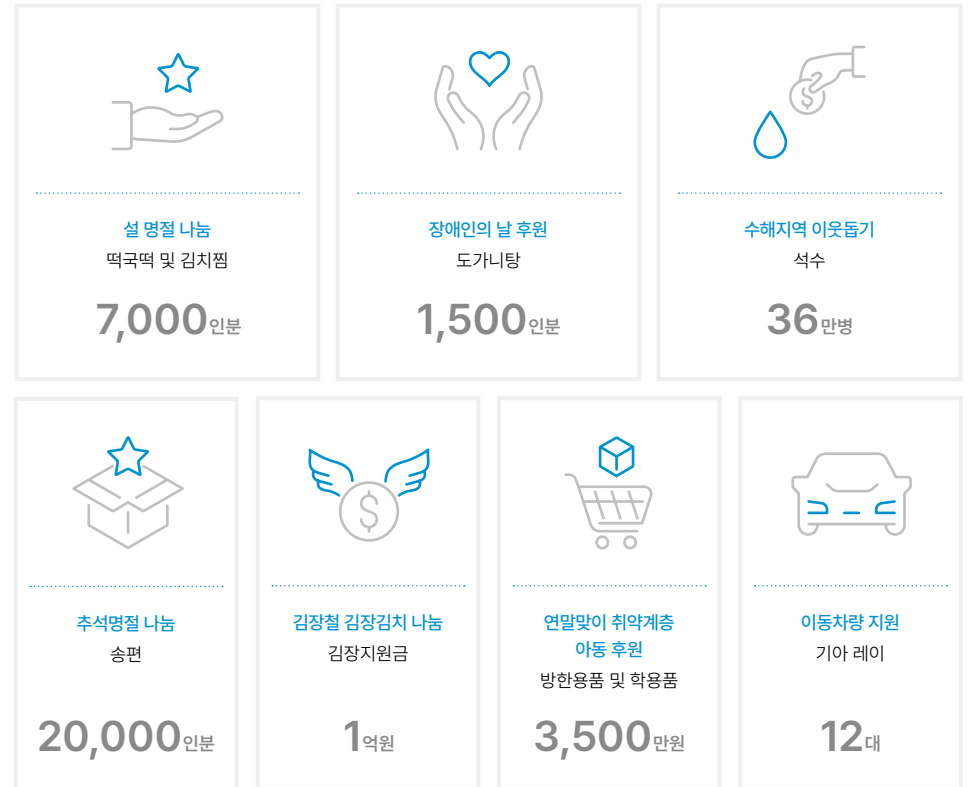 설 명절 나눔
떡국떡 및 김치찜
7,000인분
장애인의 날 후원
도가니탕
1,500인분
수해지역 이웃돕기
석수
36만병
추석명절 나눔
송편
20,000인분
김장철 김장김치 나눔
김장지원금
1억원
연말맞이 취약계층
아동 후원
방한용품 및 학용품
3,500만원
이동차량 지원
기아 레이
12대